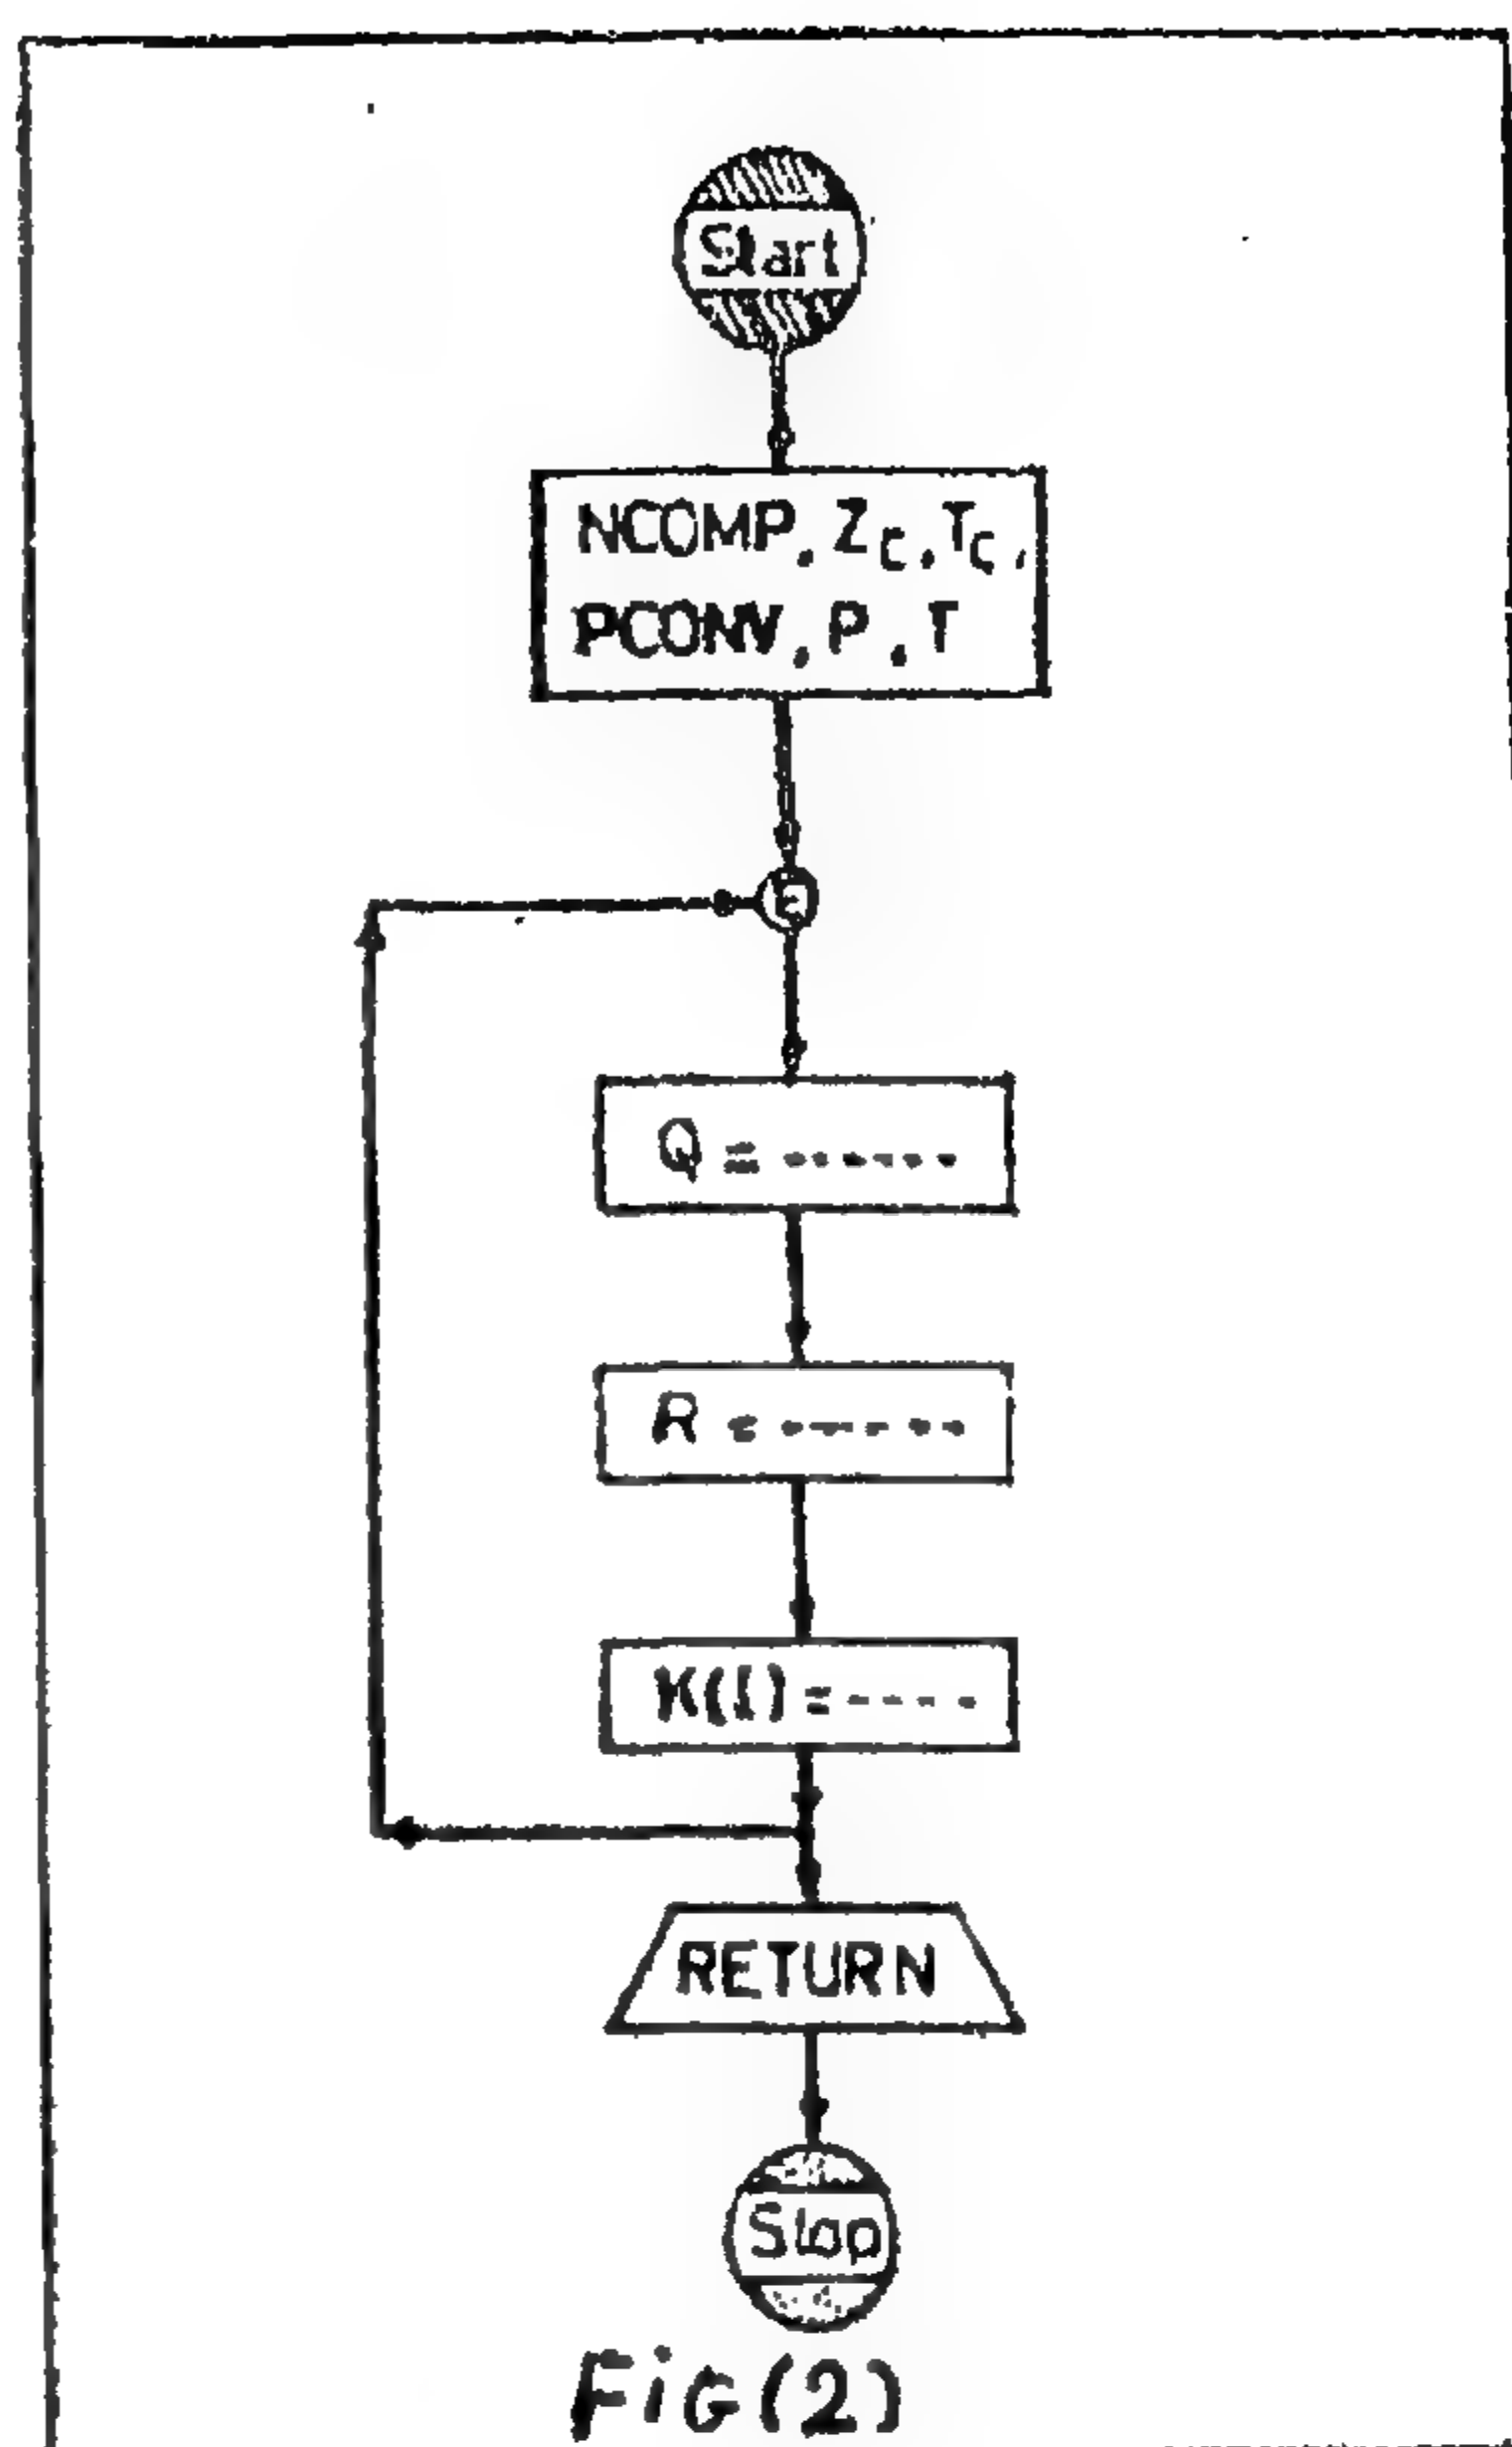 Start
NCOMP, Zc, Tc,
PCONV, P, T
Q = ......
R = ......
K(I) = ----
RETURN
Stop
FiG(2)